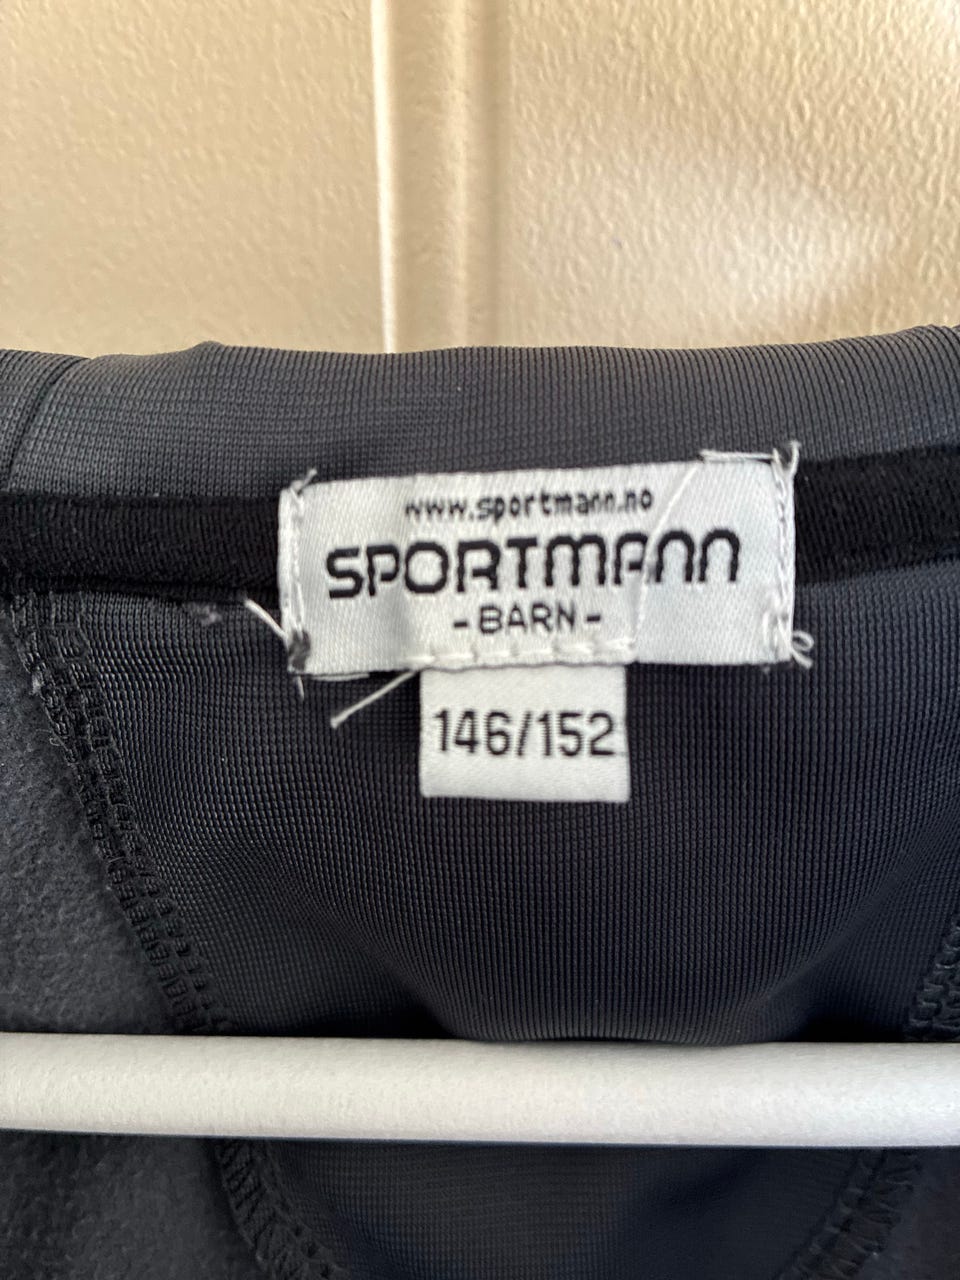 www.sportmann.no
SPORTMANN
-BARN-
146/152